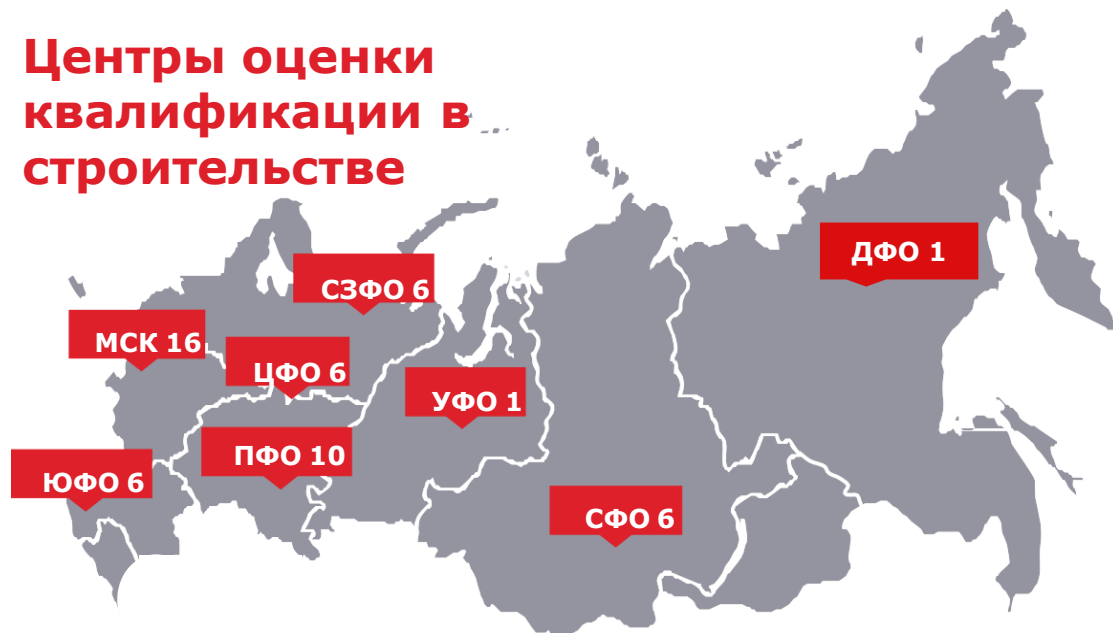 Центры оценки
квалификации в
строительстве
ДФО 1
СЗФО 6
МСК 16
ЦФО 6
УФО 1
ПФО 10
ЮФО 6
СФО 6